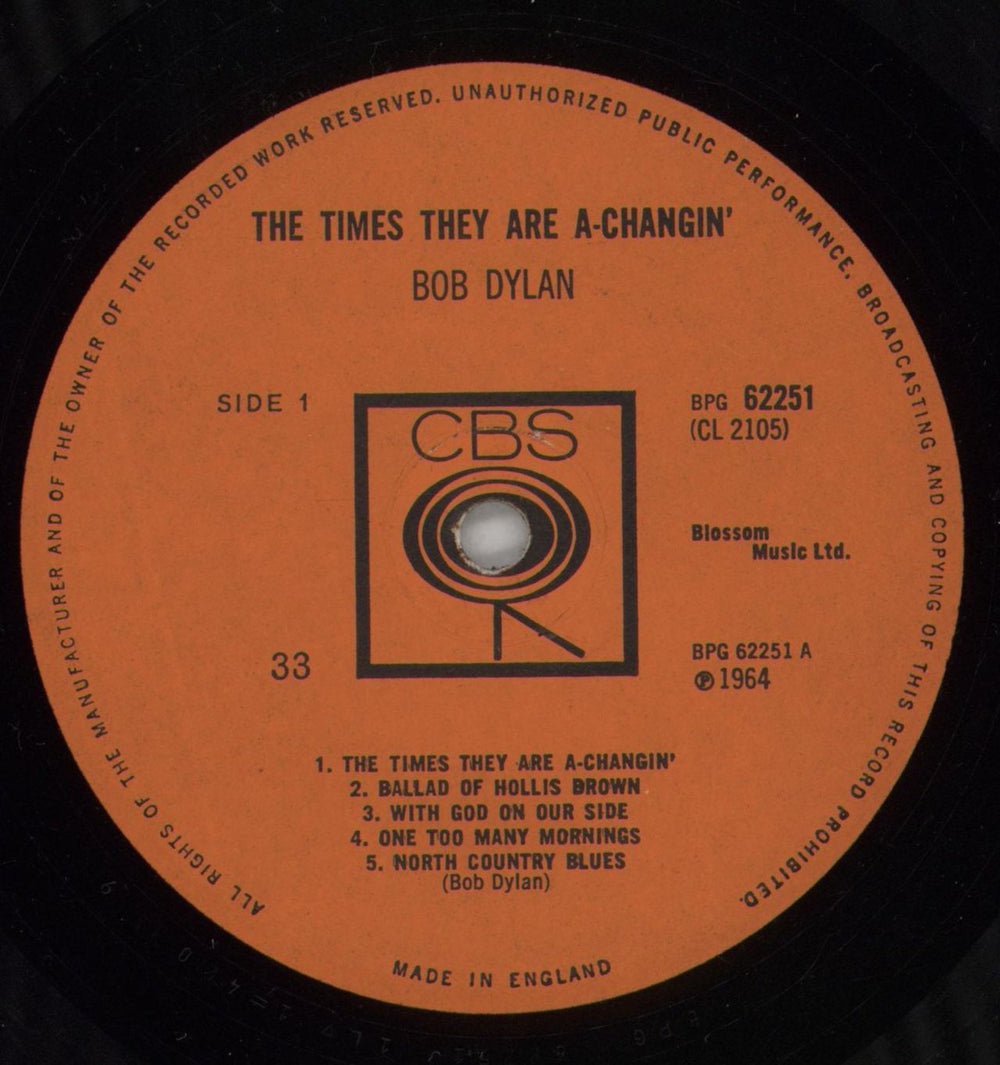 ALL RIGHTS OF THE MANUFACTURER AND OF THE OWNER OF THE RECORDED WORK RESERVED. UNAUTHORIZED PUBLIC PERFORMANCE, BROADCASTING AND COPYING OF THIS RECORD PROHIBITED.
THE TIMES THEY ARE A-CHANGIN'
BOB DYLAN
SIDE 1
CBS
BPG 62251
(CL 2105)
Blossom
Music Ltd.
33
BPG 62251 A
℗ 1964
1. THE TIMES THEY ARE A-CHANGIN'
2. BALLAD OF HOLLIS BROWN
3. WITH GOD ON OUR SIDE
4. ONE TOO MANY MORNINGS
5. NORTH COUNTRY BLUES
(Bob Dylan)
MADE IN ENGLAND